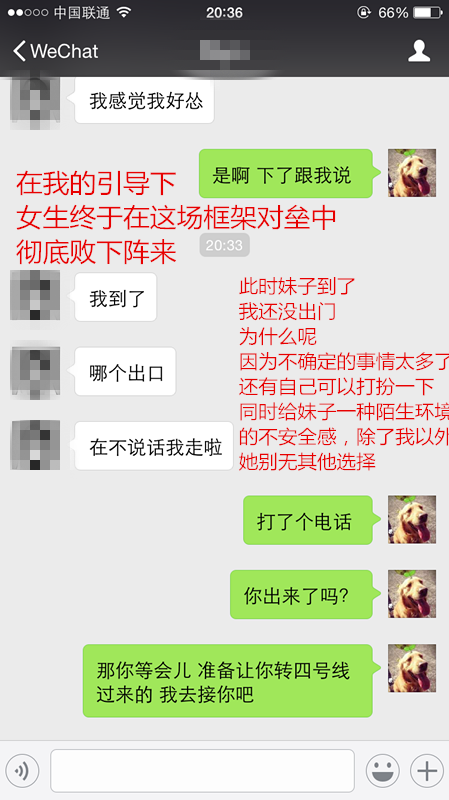 中国联通
20:36
66%
WeChat
我感觉我好怂
是啊 下了跟我说
在我的引导下
女生终于在这场框架对垒中
彻底败下阵来
20:33
我到了
此时妹子到了
我还没出门
为什么呢
因为不确定的事情太多了
还有自己可以打扮一下
同时给妹子一种陌生环境
的不安全感，除了我以外
她别无其他选择
哪个出口
在不说话我走啦
打了个电话
你出来了吗?
那你等会儿 准备让你转四号线
过来的 我去接你吧